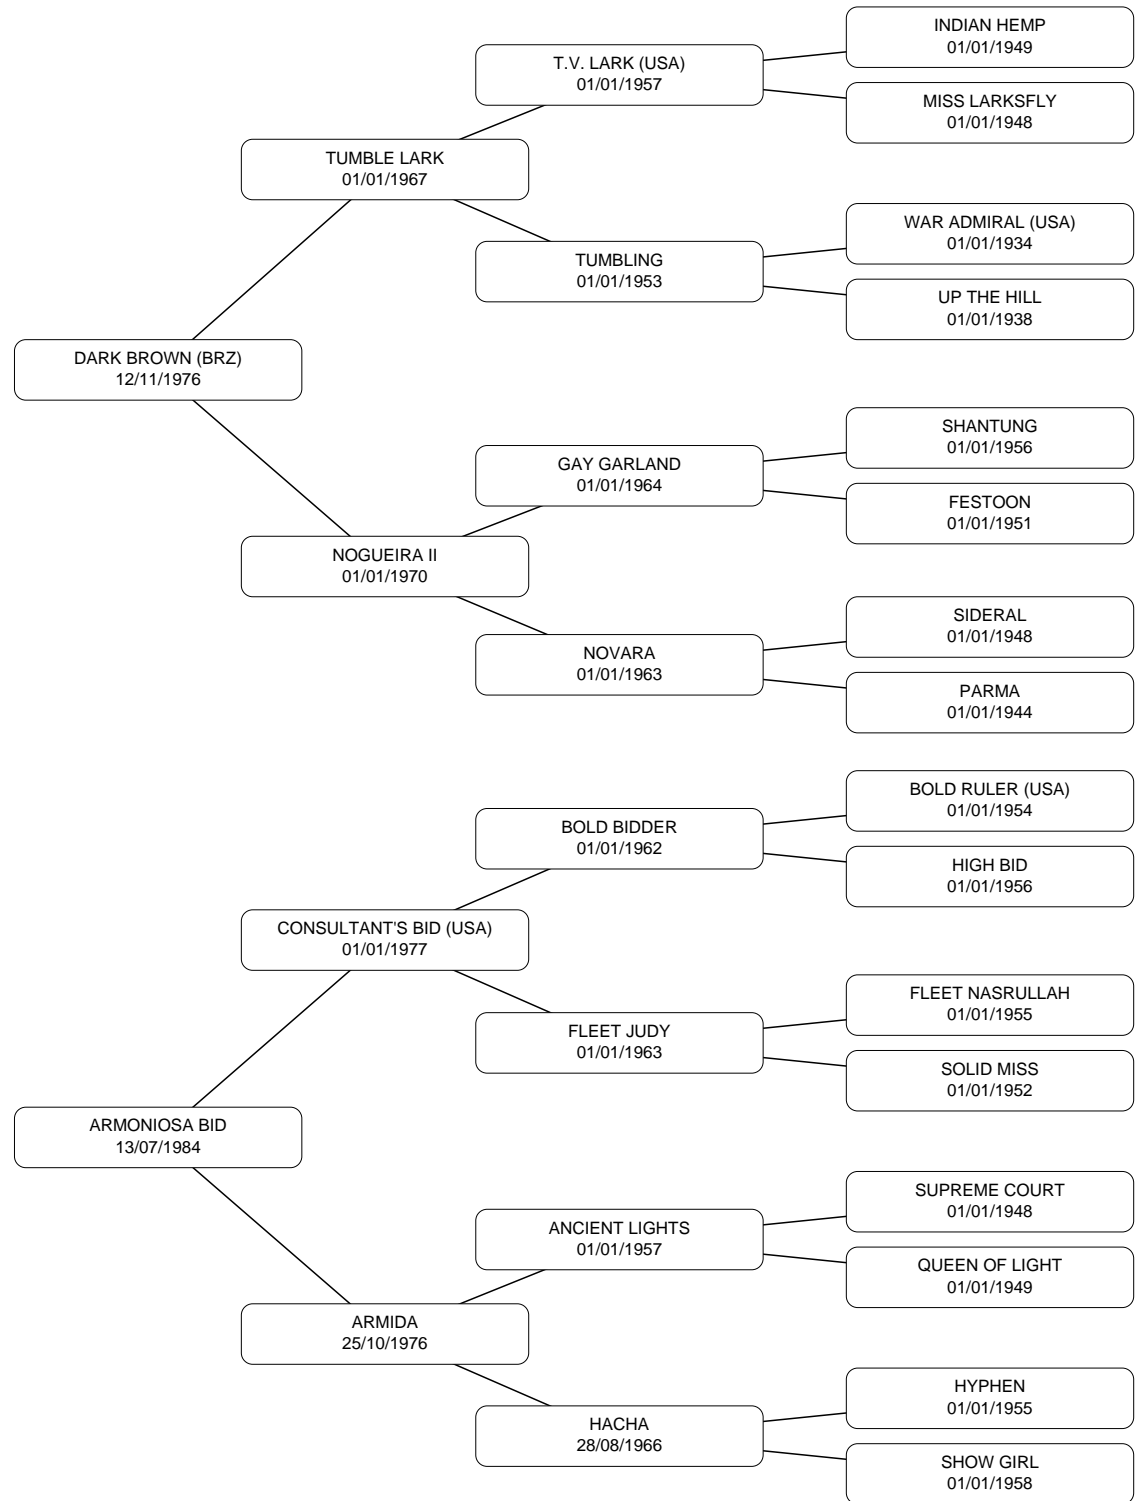 INDIAN HEMP
01/01/1949
T.V. LARK (USA)
01/01/1957
MISS LARKSFLY
01/01/1948
TUMBLE LARK
01/01/1967
WAR ADMIRAL (USA)
01/01/1934
TUMBLING
01/01/1953
UP THE HILL
01/01/1938
DARK BROWN (BRZ)
12/11/1976
SHANTUNG
01/01/1956
GAY GARLAND
01/01/1964
FESTOON
01/01/1951
NOGUEIRA II
01/01/1970
SIDERAL
01/01/1948
NOVARA
01/01/1963
PARMA
01/01/1944
BOLD RULER (USA)
01/01/1954
BOLD BIDDER
01/01/1962
HIGH BID
01/01/1956
CONSULTANT'S BID (USA)
01/01/1977
FLEET NASRULLAH
01/01/1955
FLEET JUDY
01/01/1963
SOLID MISS
01/01/1952
ARMONIOSA BID
13/07/1984
SUPREME COURT
01/01/1948
ANCIENT LIGHTS
01/01/1957
QUEEN OF LIGHT
01/01/1949
ARMIDA
25/10/1976
HYPHEN
01/01/1955
HACHA
28/08/1966
SHOW GIRL
01/01/1958